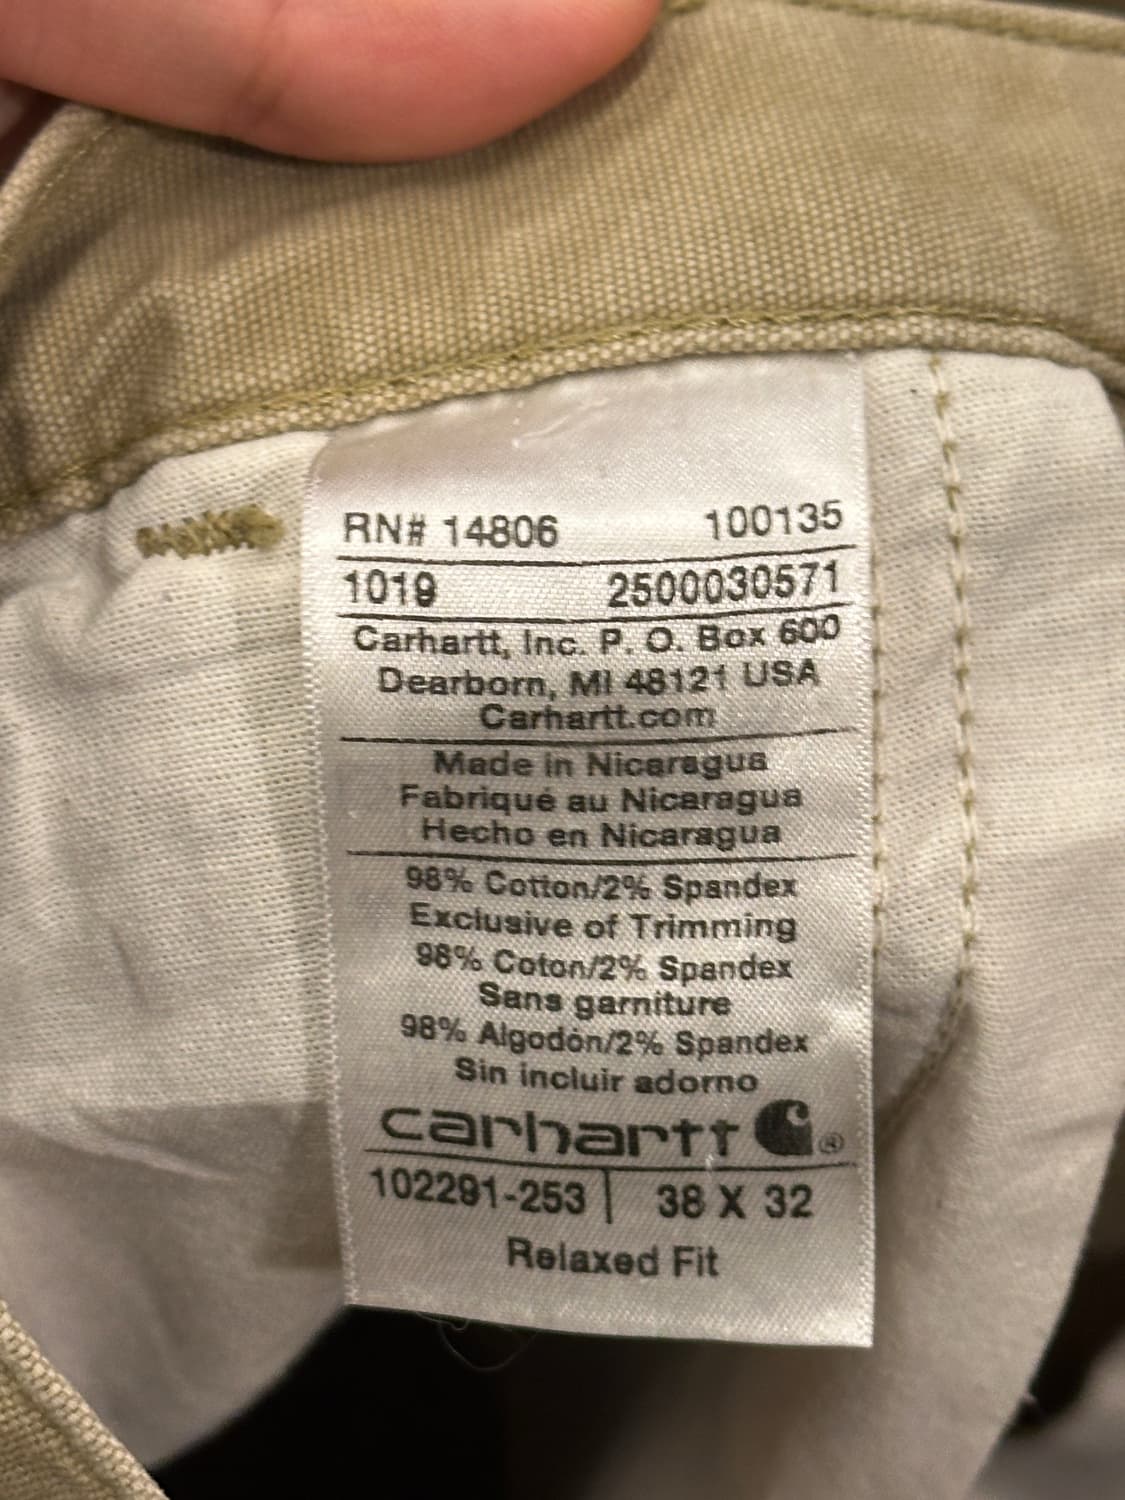 RN# 14806 100135
1019 2500030571
Carhartt, Inc. P. O. Box 600
Dearborn, MI 48121 USA
Carhartt.com
Made in Nicaragua
Fabriqué au Nicaragua
Hecho en Nicaragua
98% Cotton/2% Spandex
Exclusive of Trimming
98% Coton/2% Spandex
Sans garniture
98% Algodón/2% Spandex
Sin incluir adorno
carhartt ®
102291-253 | 38 X 32
Relaxed Fit